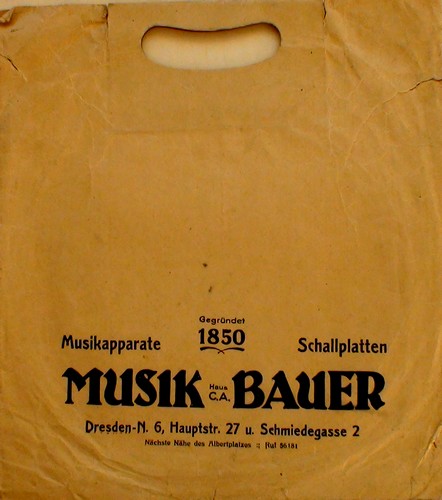 Gegründet
1850
Musikapparate Schallplatten
MUSIK Haus C.A. BAUER
Dresden-N. 6, Hauptstr. 27 u. Schmiedegasse 2
Nächste Nähe des Albertplatzes :: Ruf 56181